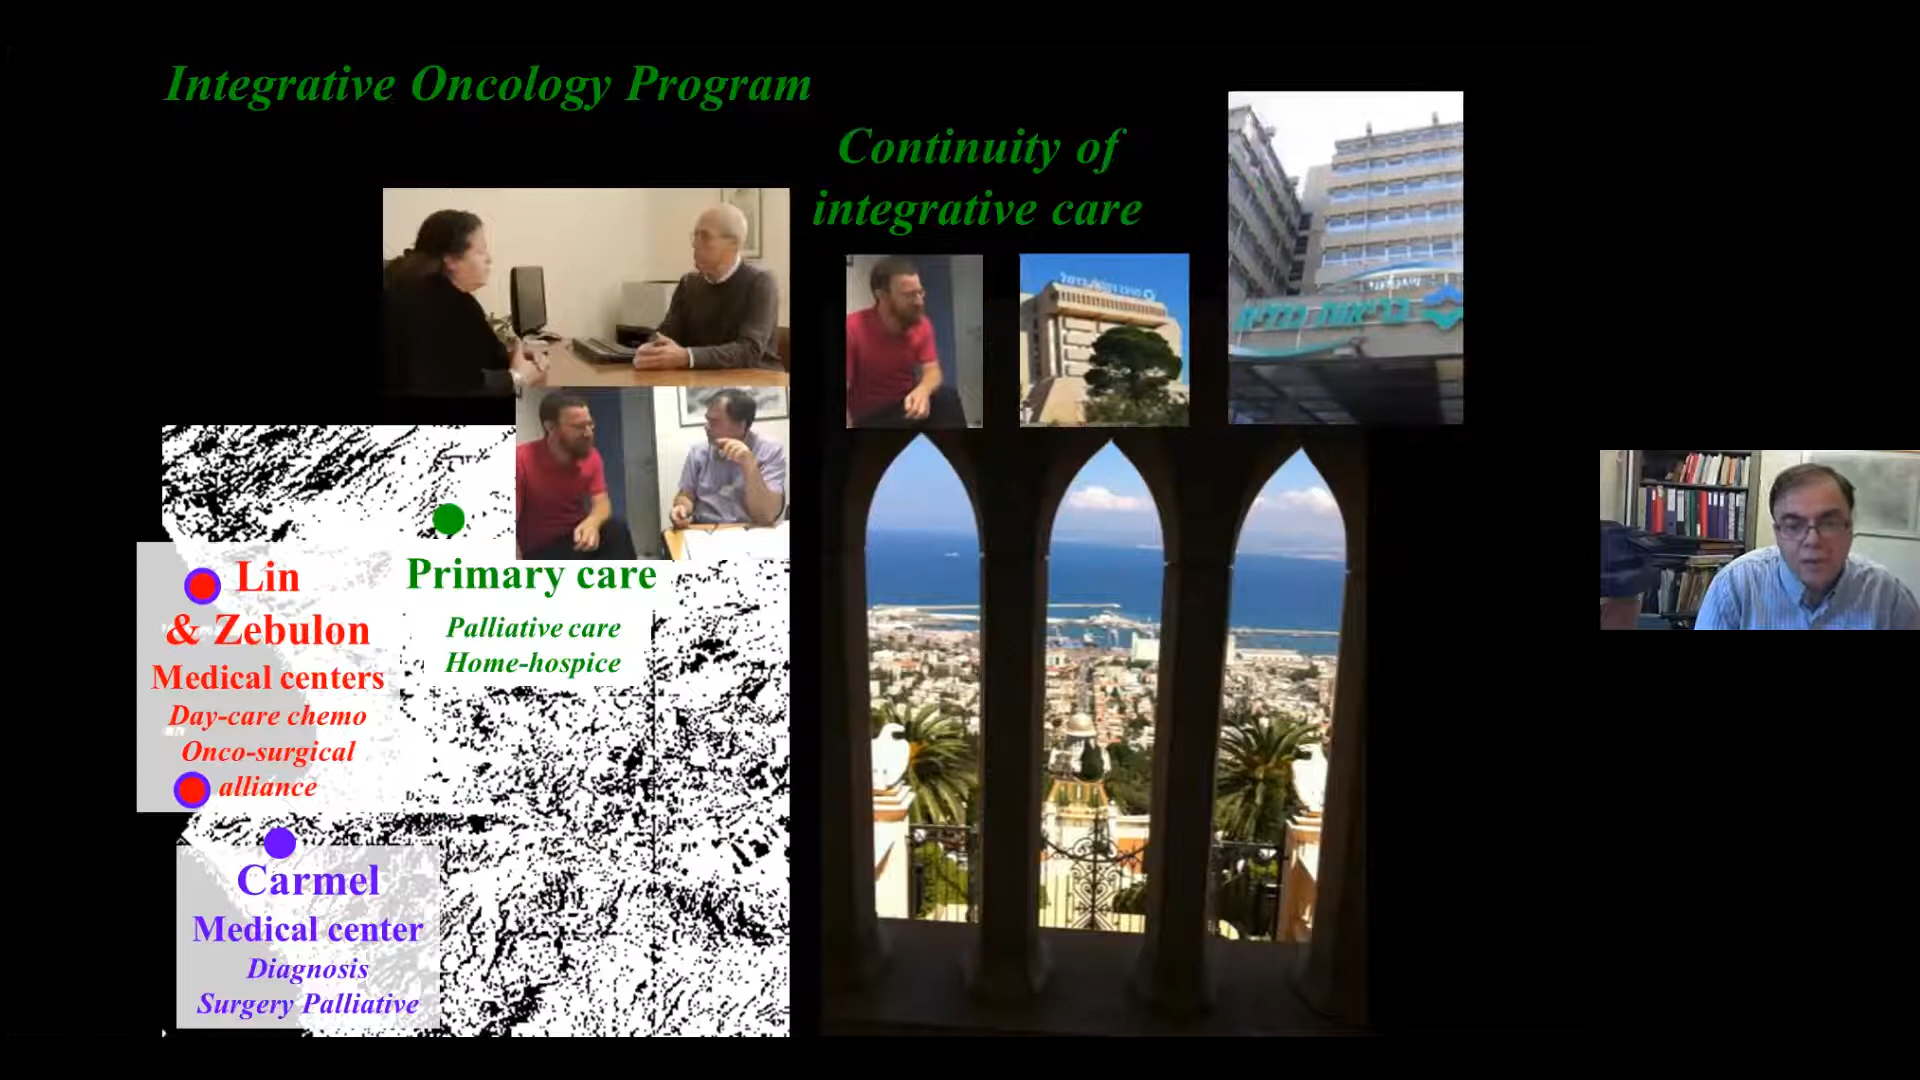 Integrative Oncology Program
Continuity of
integrative care
Lin
& Zebulon
Medical centers
Day-care chemo
Onco-surgical
alliance
Primary care
Palliative care
Home-hospice
Carmel
Medical center
Diagnosis
Surgery Palliative